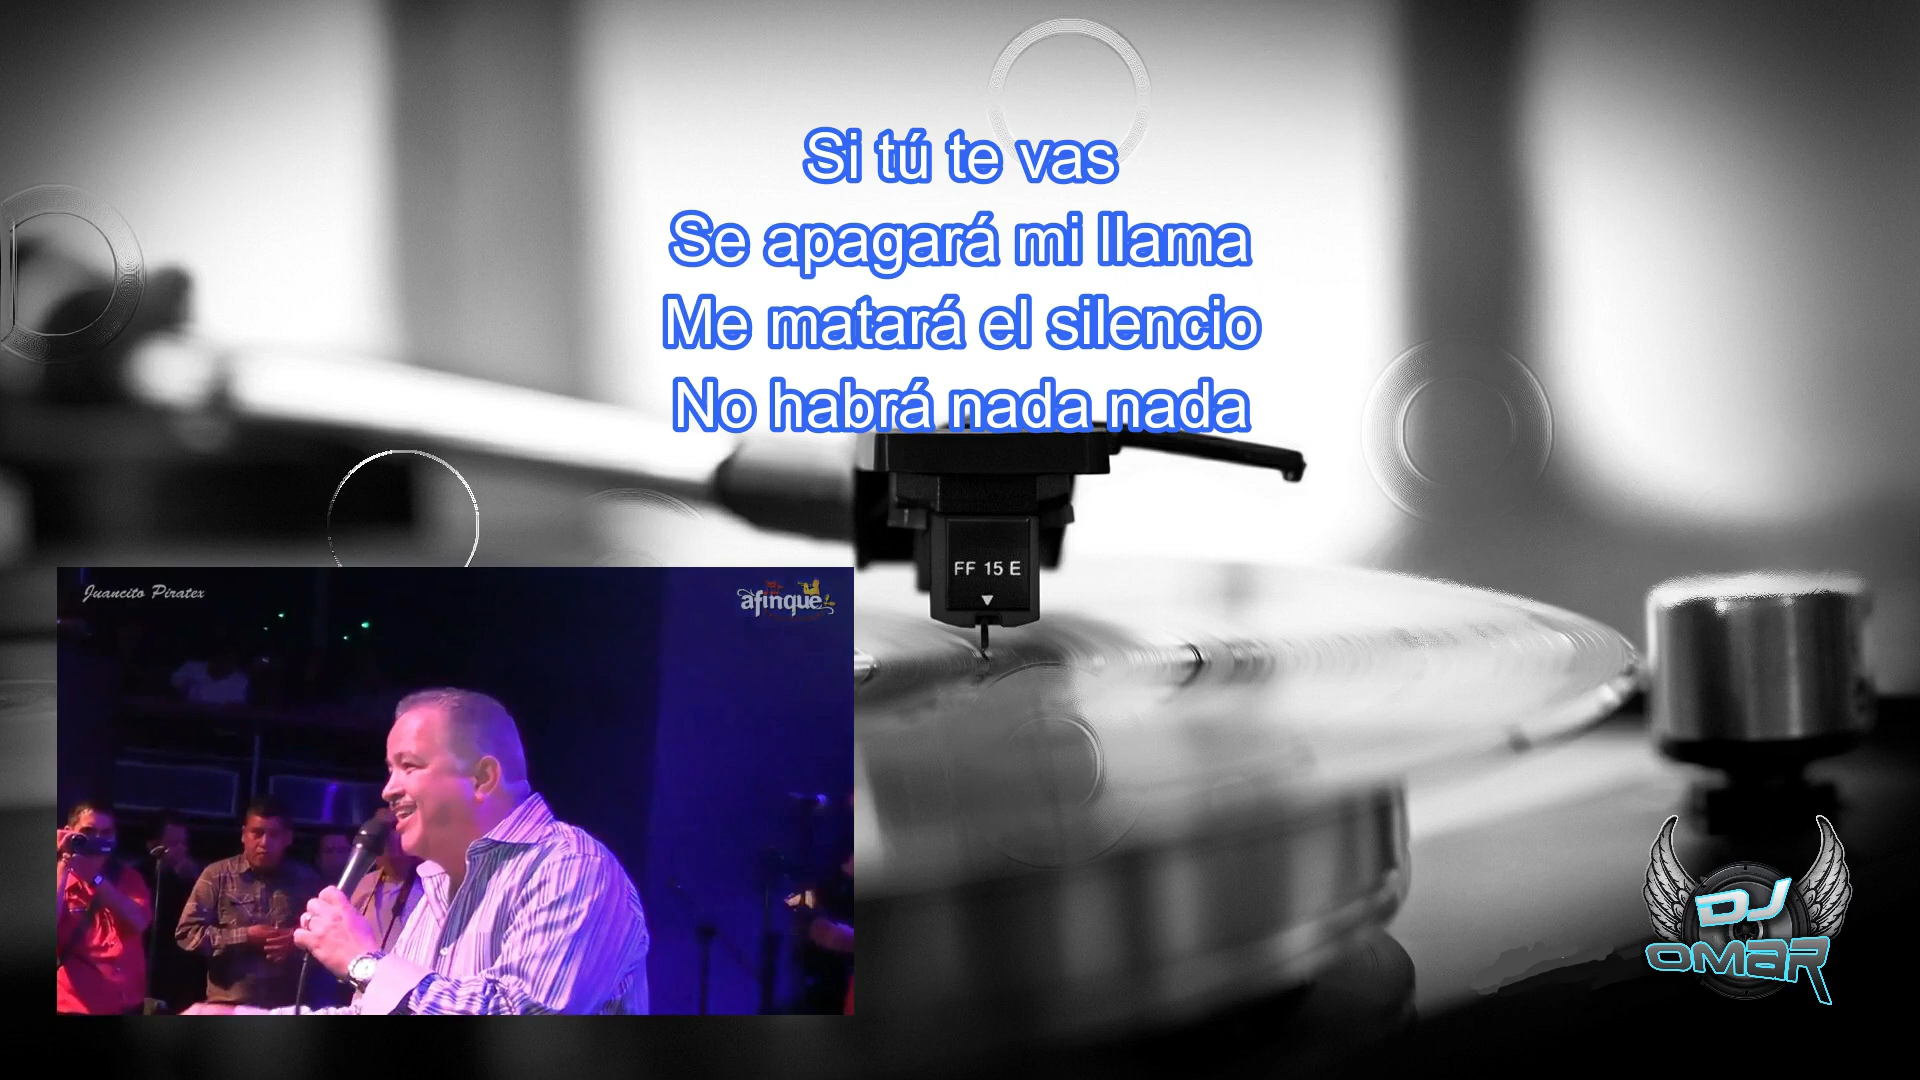 Si tú te vas
Se apagará mi llama
Me matará el silencio
No habrá nada nada
FF 15 E
Juancito Piratex
afinque
DJ
OMAR